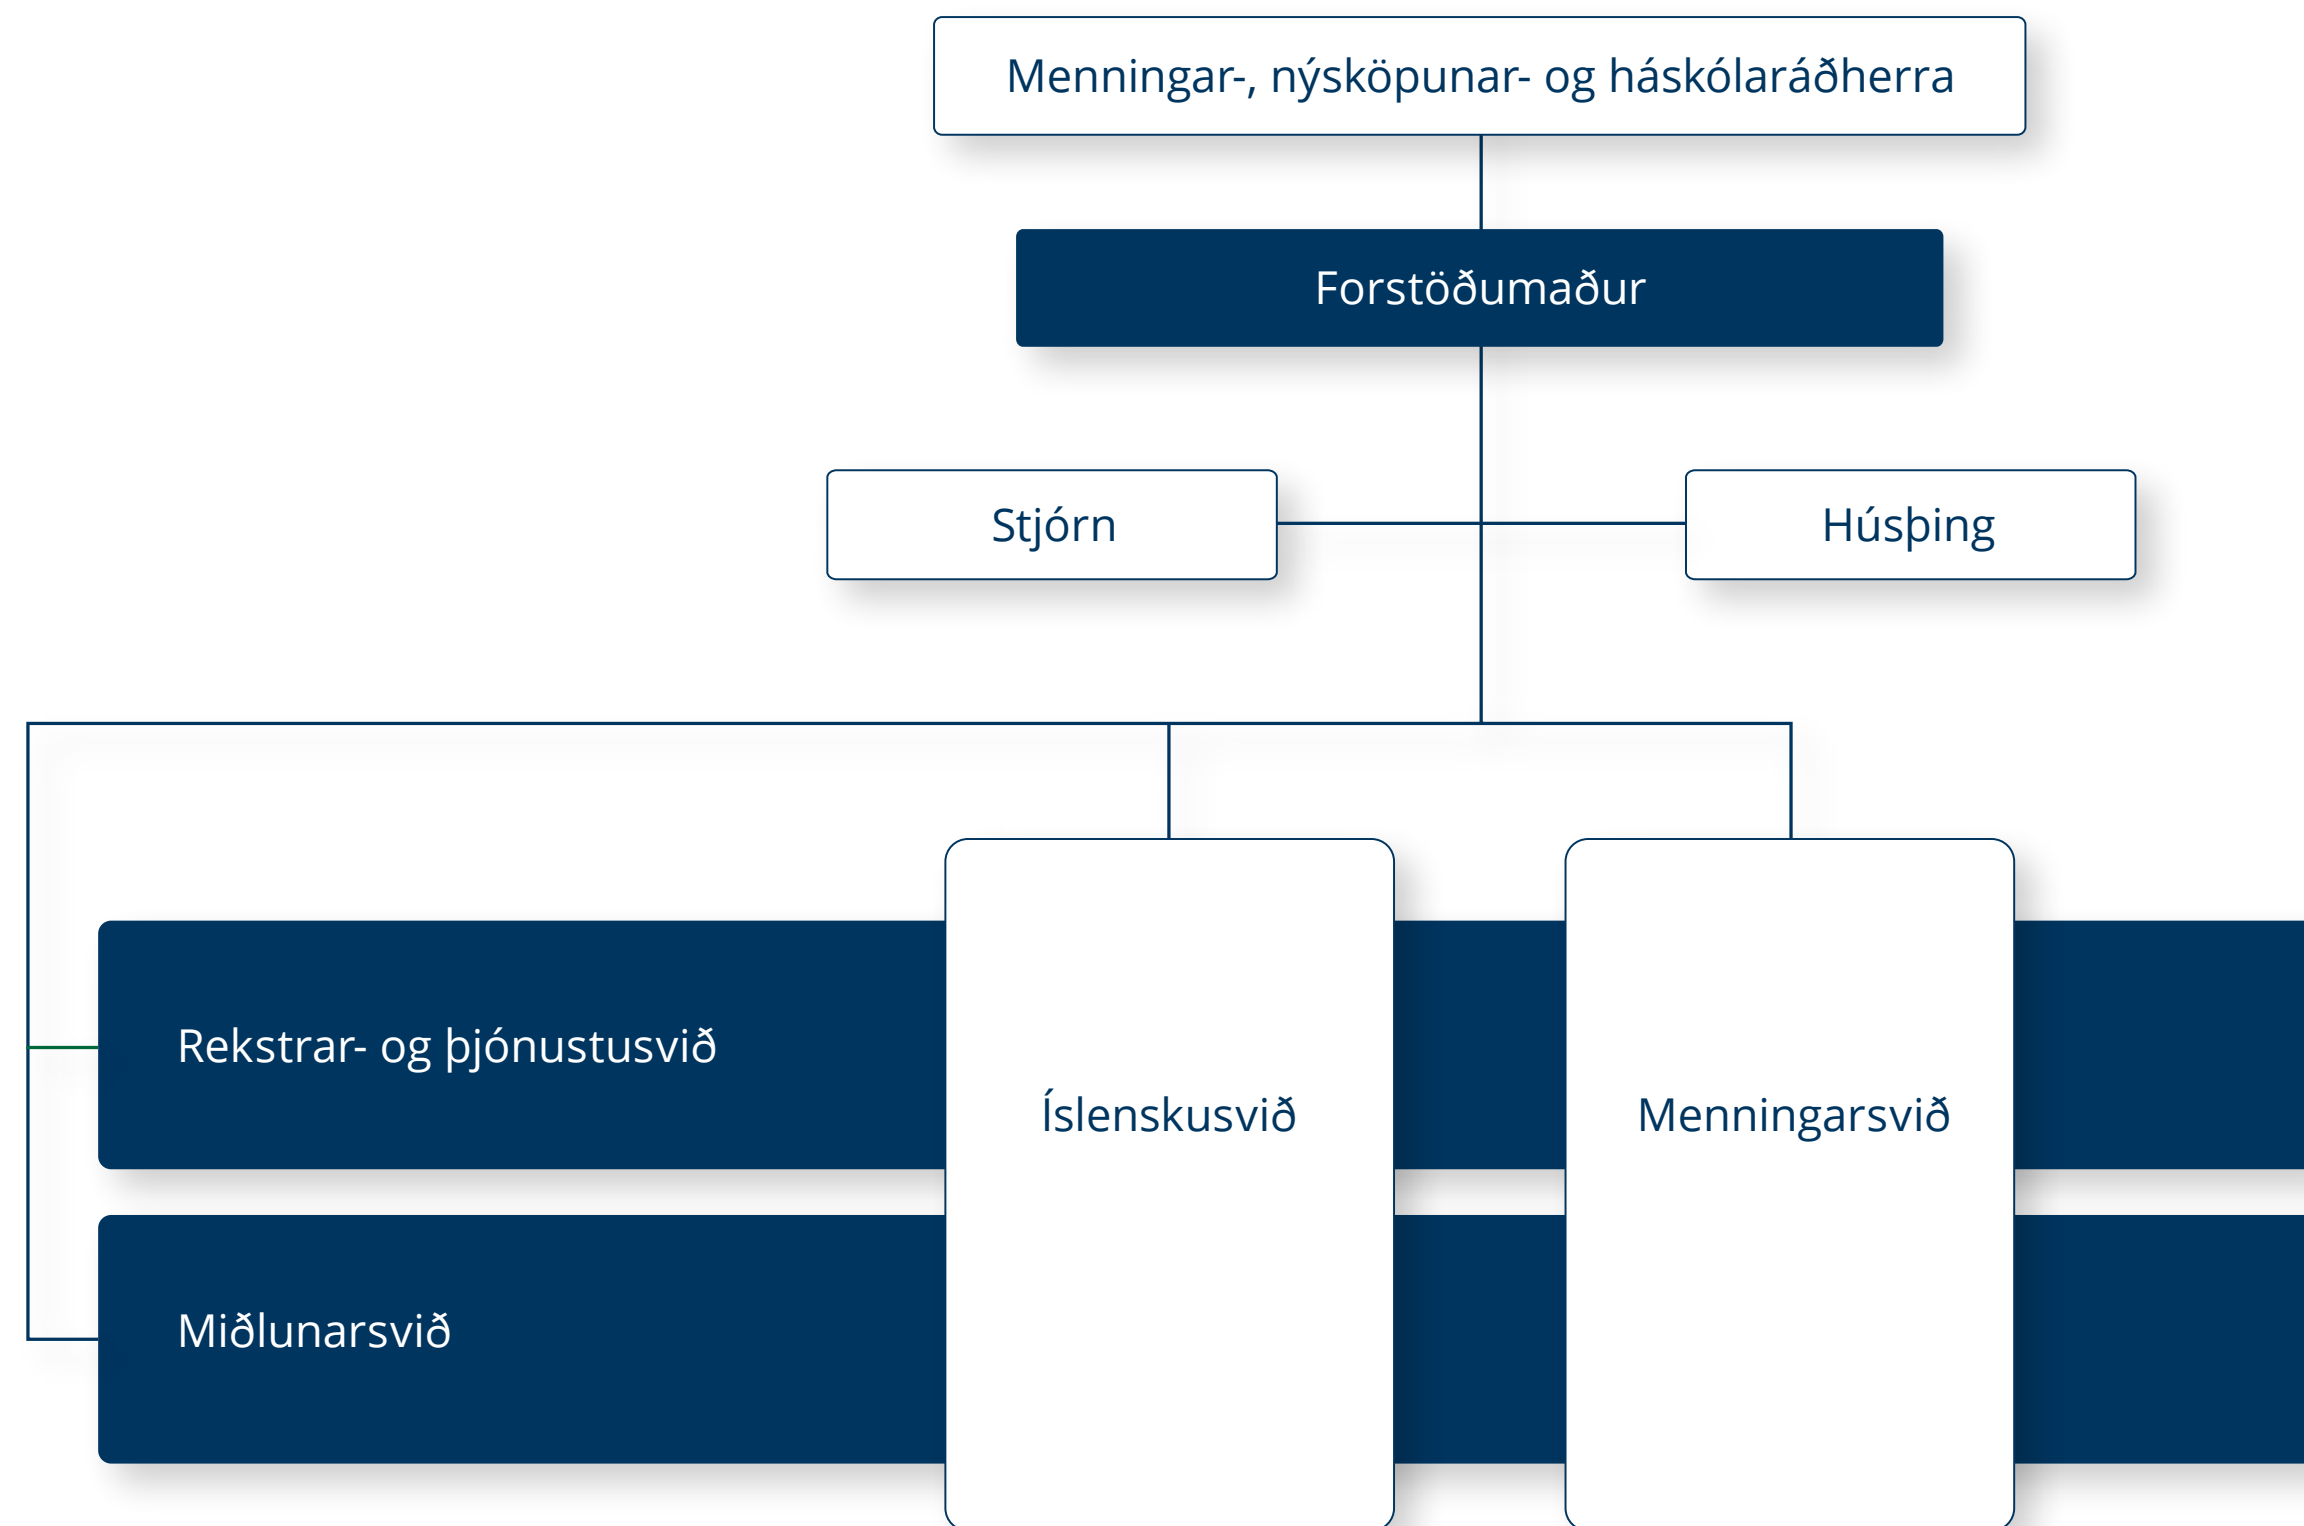 Menningar-, nýsköpunar- og háskólaráðherra
Forstöðumaður
Stjórn
Húsþing
Rekstrar- og þjónustusvið
Íslenskusvið
Menningarsvið
Miðlunarsvið